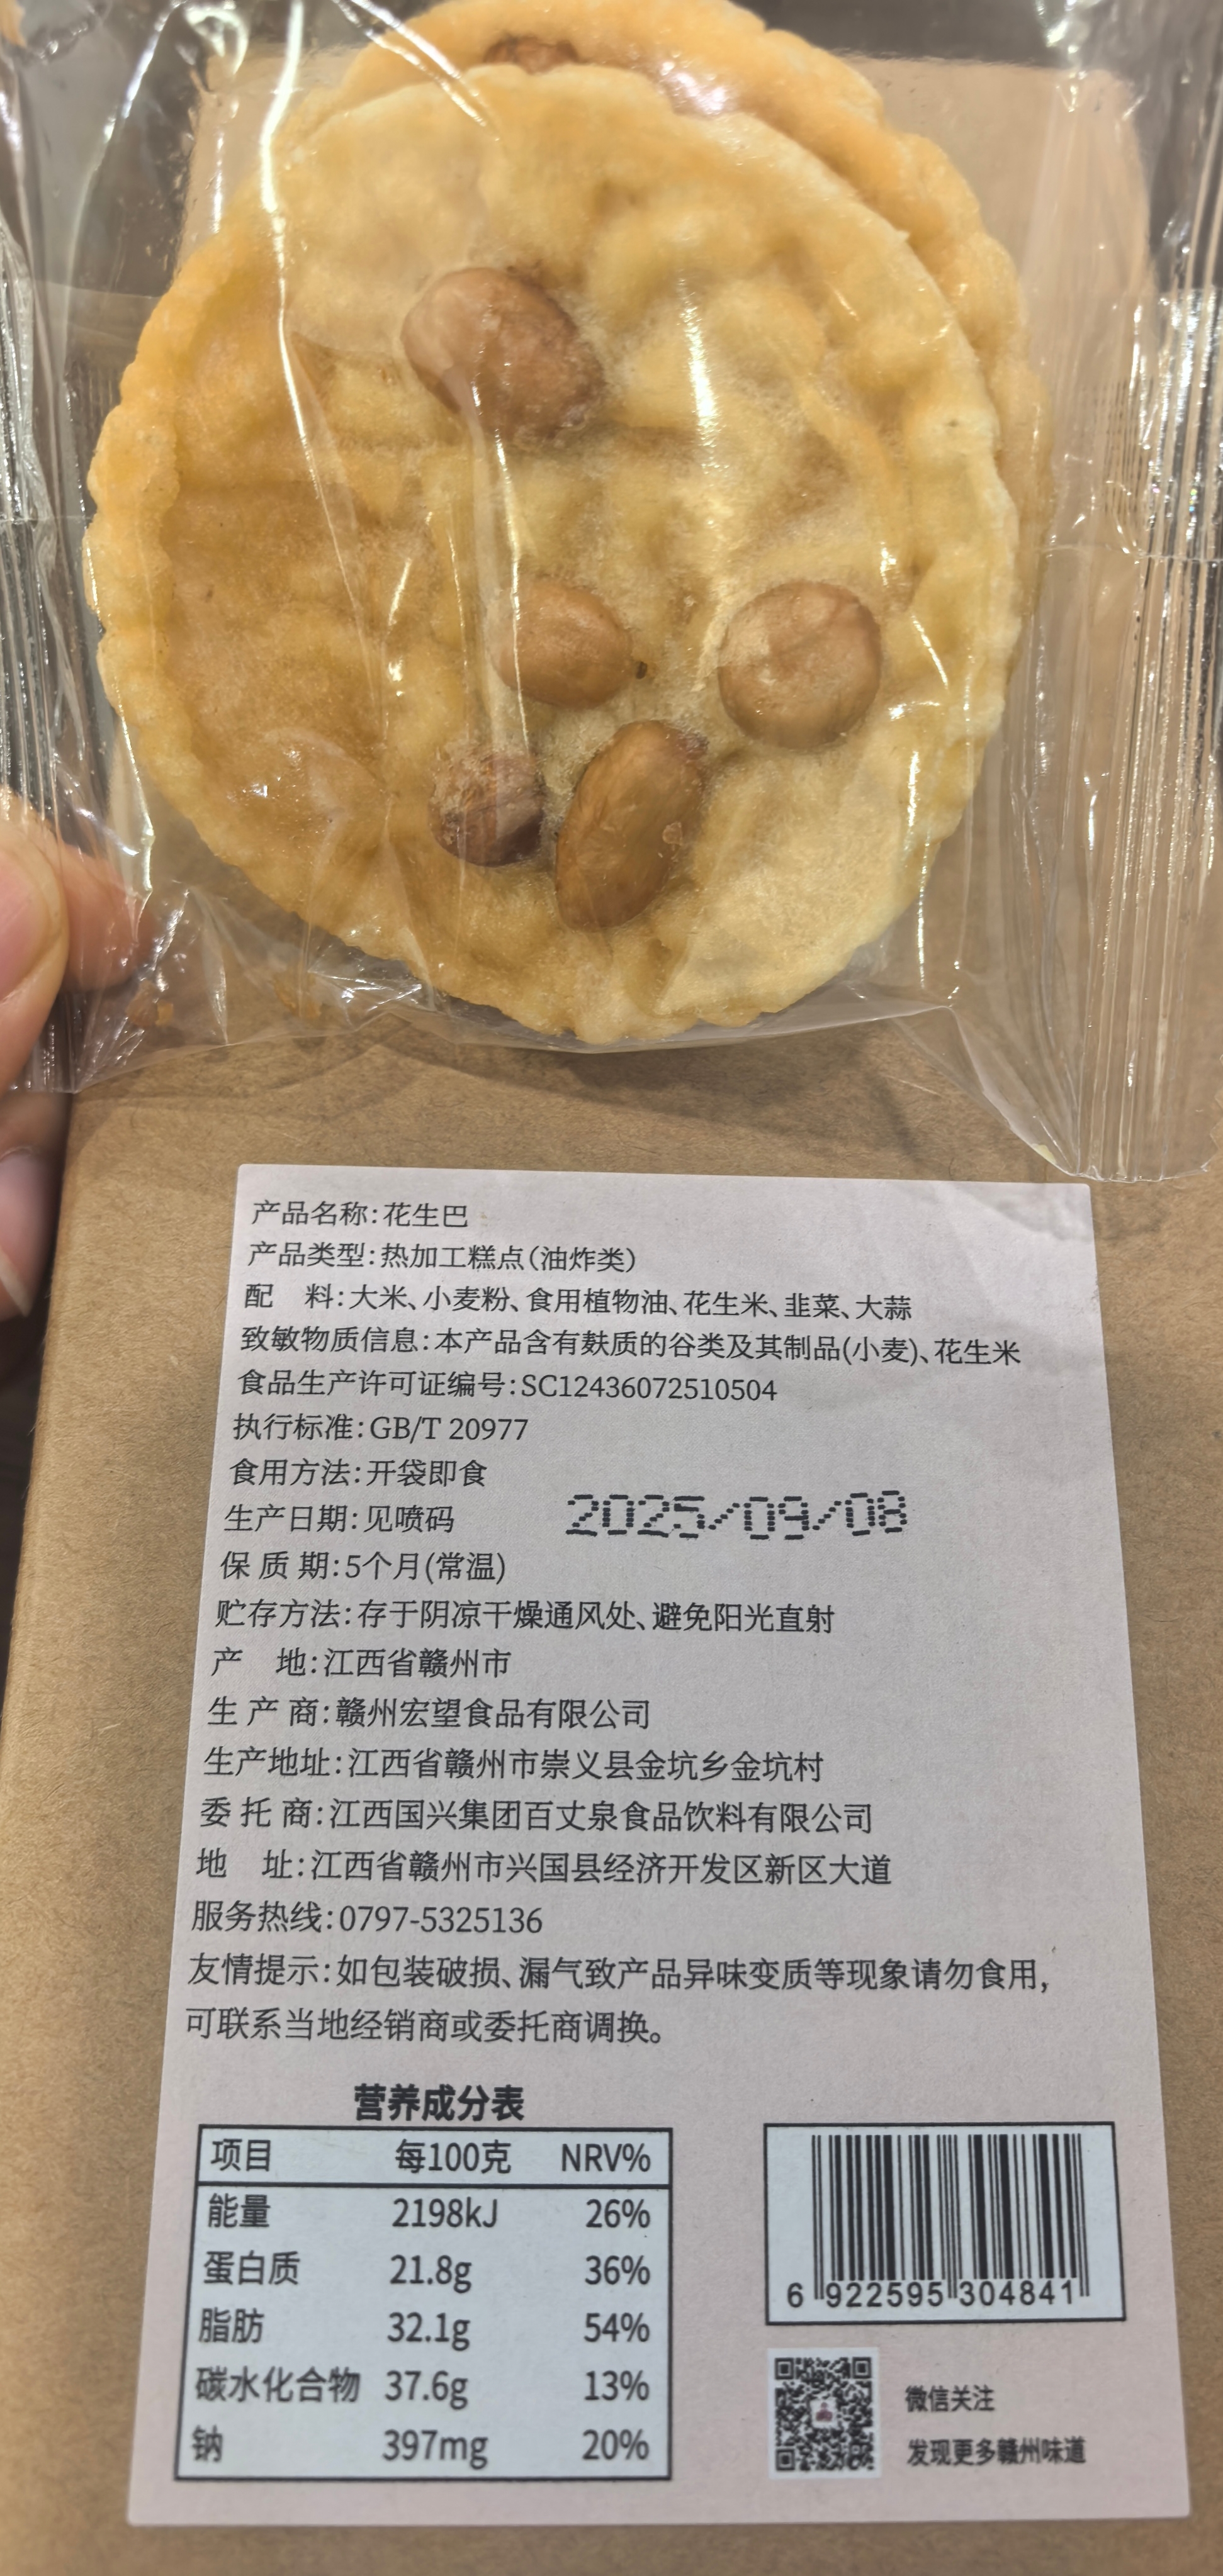 产品名称:花生巴
产品类型:热加工糕点(油炸类)
配 料:大米、小麦粉、食用植物油、花生米、韭菜、大蒜
致敏物质信息:本产品含有麸质的谷类及其制品(小麦)、花生米
食品生产许可证编号:SC12436072510504
执行标准:GB/T 20977
食用方法:开袋即食
生产日期:见喷码 2025/09/08
保 质 期:5个月(常温)
贮存方法:存于阴凉干燥通风处、避免阳光直射
产 地:江西省赣州市
生 产 商:赣州宏望食品有限公司
生产地址:江西省赣州市崇义县金坑乡金坑村
委 托 商:江西国兴集团百丈泉食品饮料有限公司
地 址:江西省赣州市兴国县经济开发区新区大道
服务热线:0797-5325136
友情提示:如包装破损、漏气致产品异味变质等现象请勿食用,
可联系当地经销商或委托商调换。
营养成分表
项目 每100克 NRV%
能量 2198kJ 26%
蛋白质 21.8g 36%
脂肪 32.1g 54%
碳水化合物 37.6g 13%
钠 397mg 20%
6 922595 304841
微信关注
发现更多赣州味道